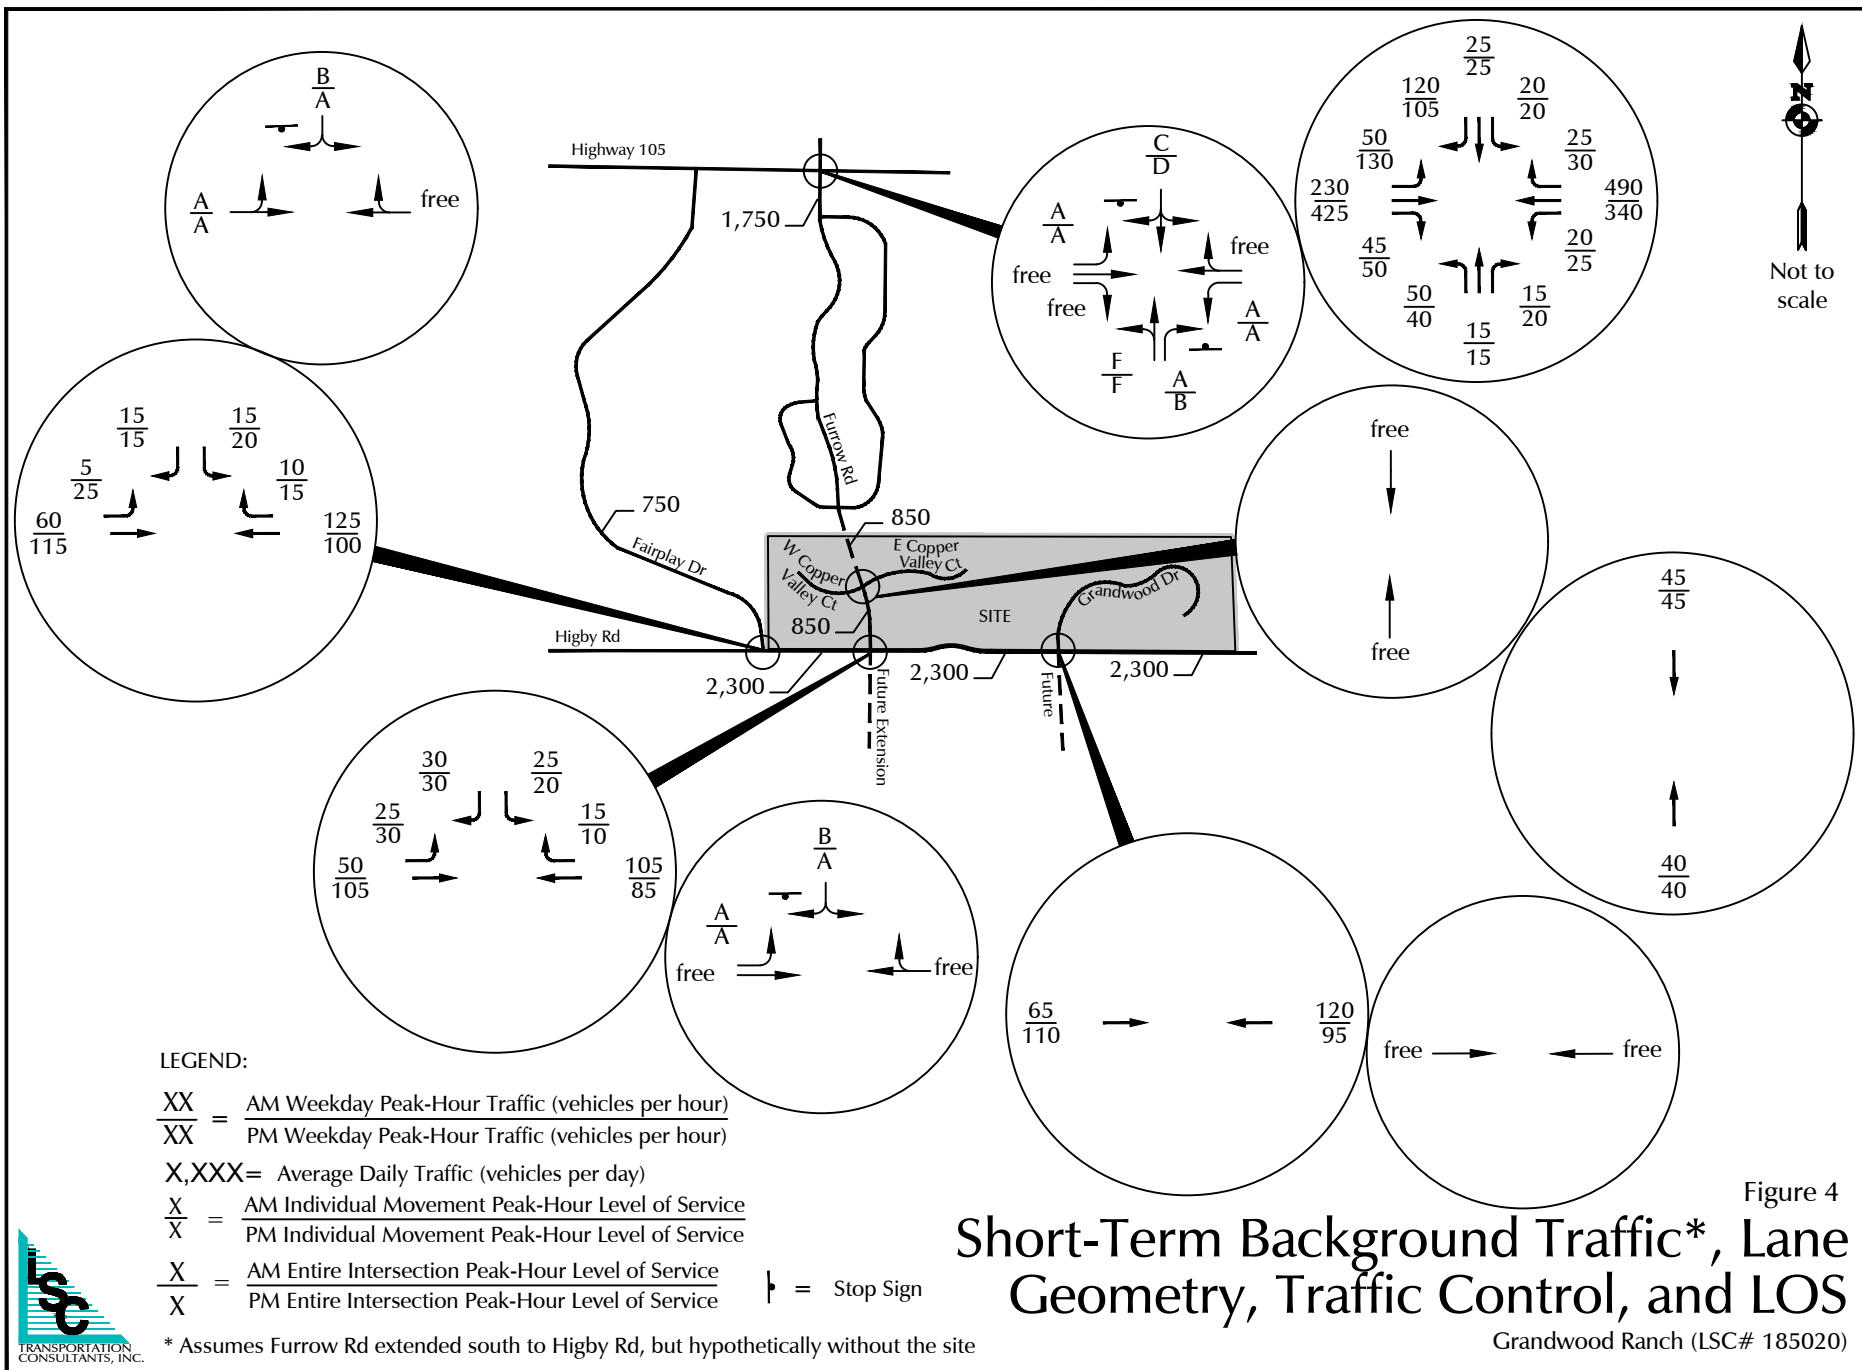 B
A
A
A
free
Highway 105
1,750
C
D
A
A
free
free
free
A
A
F
F
A
B
25
25
120
105
20
20
50
130
25
30
230
425
490
340
45
50
20
25
50
40
15
20
15
15
N
Not to
scale
15
15
15
20
5
25
10
15
60
115
125
100
Furrow Rd
750
Fairplay Dr
850
W Copper
Valley Ct
E Copper
Valley Ct
Grandwood Dr
SITE
850
Higby Rd
2,300
2,300
2,300
Future Extension
Future
free
free
45
45
40
40
30
30
25
20
25
30
15
10
50
105
105
85
B
A
A
A
free
free
65
110
120
95
free
free
LEGEND:
XX
XX
=
AM Weekday Peak-Hour Traffic (vehicles per hour)
PM Weekday Peak-Hour Traffic (vehicles per hour)
X,XXX= Average Daily Traffic (vehicles per day)
X
X
=
AM Individual Movement Peak-Hour Level of Service
PM Individual Movement Peak-Hour Level of Service
X
X
=
AM Entire Intersection Peak-Hour Level of Service
PM Entire Intersection Peak-Hour Level of Service
= Stop Sign
* Assumes Furrow Rd extended south to Higby Rd, but hypothetically without the site
LSC
TRANSPORTATION
CONSULTANTS, INC.
Figure 4
Short-Term Background Traffic*, Lane
Geometry, Traffic Control, and LOS
Grandwood Ranch (LSC# 185020)